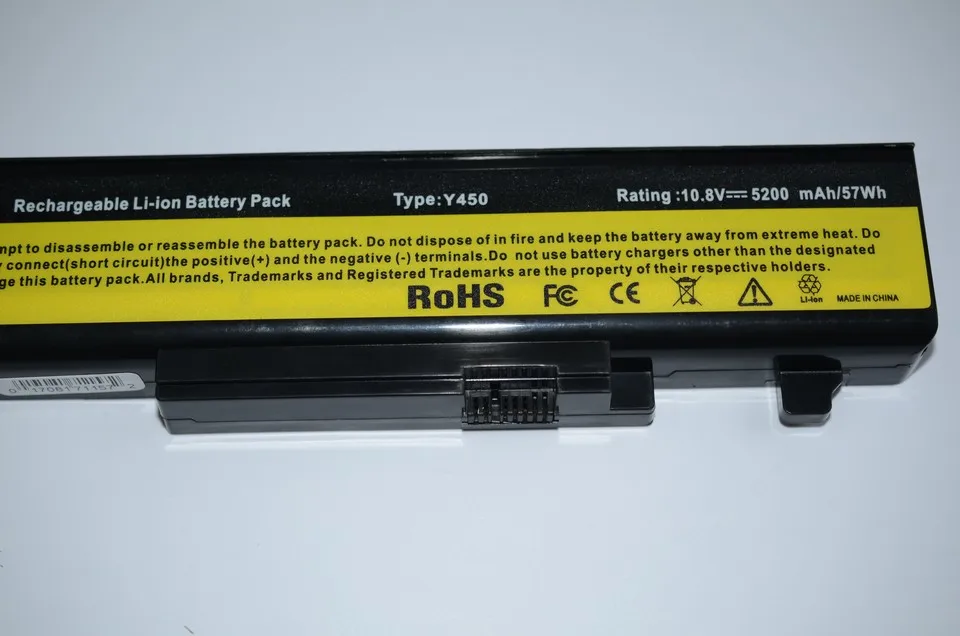 Rechargeable Li-ion Battery Pack Type:Y450 Rating:10.8V⎓ 5200 mAh/57Wh
mpt to disassemble or reassemble the battery pack. Do not dispose of in fire and keep the battery away from extreme heat. Do
y connect(short circuit)the positive(+) and the negative (-) terminals.Do not use battery chargers other than the designated
ge this battery pack.All brands, Trademarks and Registered Trademarks are the property of their respective holders.
RoHS FC CE Li-ion MADE IN CHINA